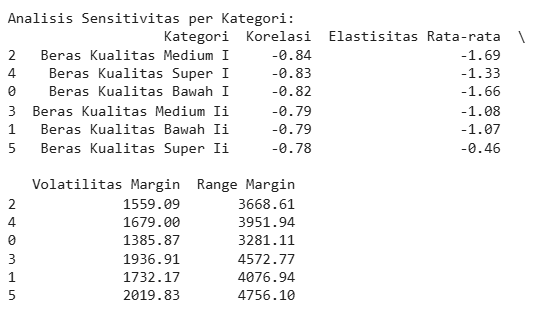 Analisis Sensitivitas per Kategori:
Kategori Korelasi Elastisitas Rata-rata \
2 Beras Kualitas Medium I -0.84 -1.69
4 Beras Kualitas Super I -0.83 -1.33
0 Beras Kualitas Bawah I -0.82 -1.66
3 Beras Kualitas Medium Ii -0.79 -1.08
1 Beras Kualitas Bawah Ii -0.79 -1.07
5 Beras Kualitas Super Ii -0.78 -0.46
Volatilitas Margin Range Margin
2 1559.09 3668.61
4 1679.00 3951.94
0 1385.87 3281.11
3 1936.91 4572.77
1 1732.17 4076.94
5 2019.83 4756.10